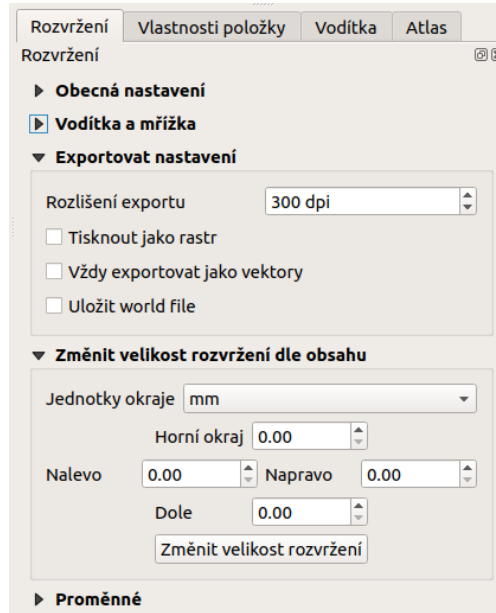 Rozvržení Vlastnosti položky Vodítka Atlas
Rozvržení
Obecná nastavení
Vodítka a mřížka
Exportovat nastavení
Rozlišení exportu 300 dpi
Tisknout jako rastr
Vždy exportovat jako vektory
Uložit world file
Změnit velikost rozvržení dle obsahu
Jednotky okraje mm
Horní okraj 0.00
Nalevo 0.00 Napravo 0.00
Dole 0.00
Změnit velikost rozvržení
Proměnné